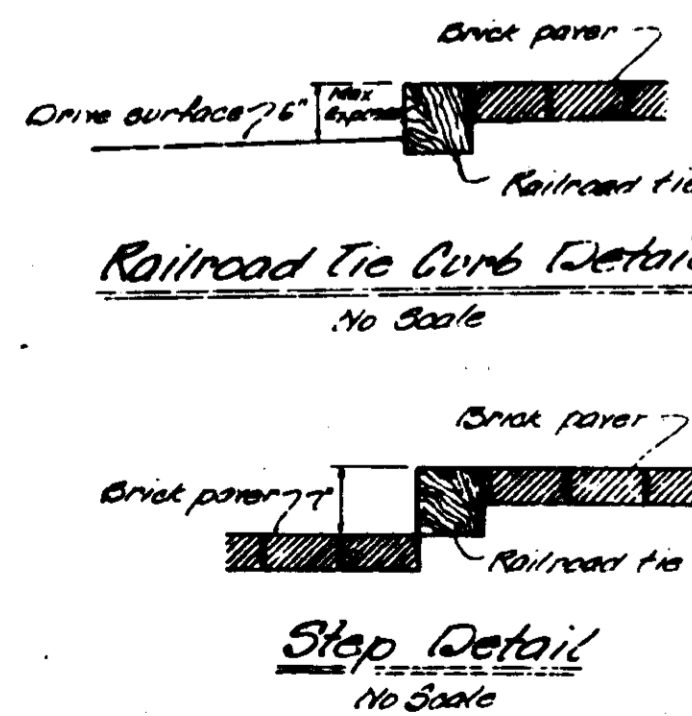 Brick paver
Drive surface 6" Max
Exposed
Railroad tie
Railroad Tie Curb Detail
No Scale
Brick paver
Brick paver 7"
Railroad tie
Step Detail
No Scale